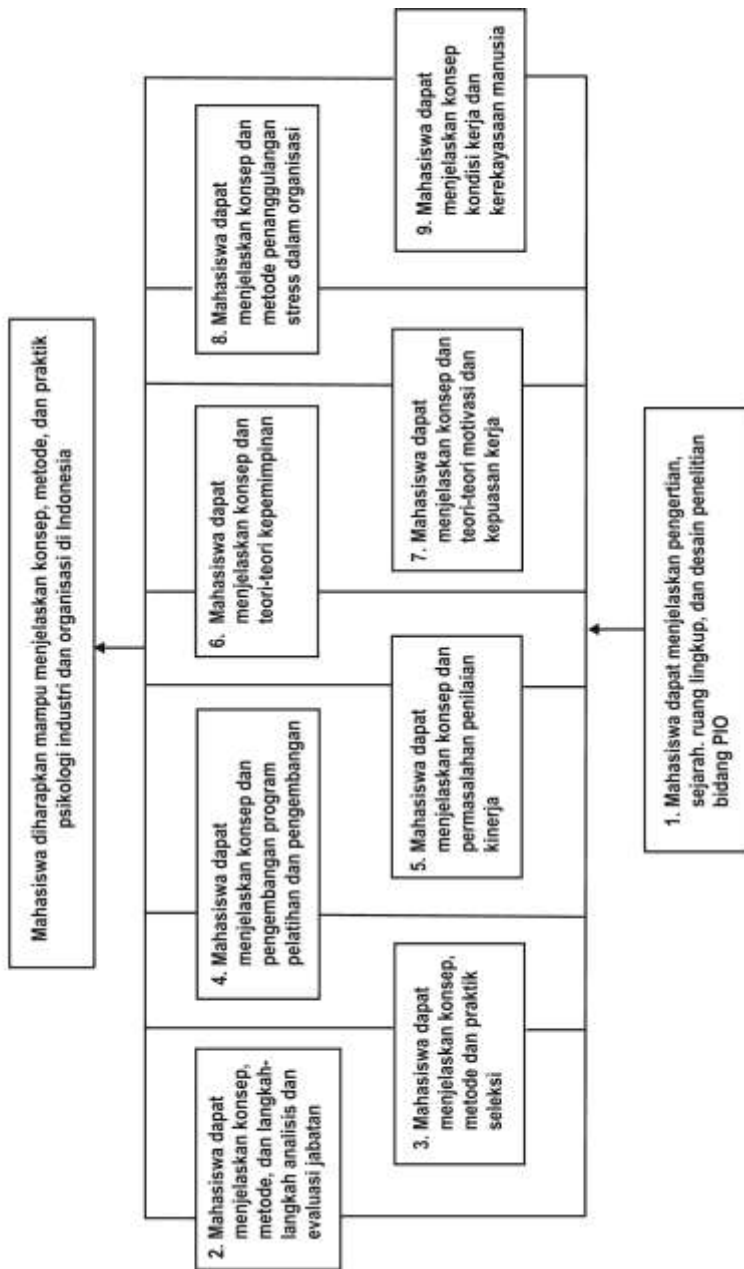 Mahasiswa diharapkan mampu menjelaskan konsep, metode, dan praktik
psikologi industri dan organisasi di Indonesia
2. Mahasiswa dapat
menjelaskan konsep,
metode, dan langkah-
langkah analisis dan
evaluasi jabatan
4. Mahasiswa dapat
menjelaskan konsep dan
pengembangan program
pelatihan dan pengembangan
6. Mahasiswa dapat
menjelaskan konsep dan
teori-teori kepemimpinan
8. Mahasiswa dapat
menjelaskan konsep dan
metode penanggulangan
stress dalam organisasi
3. Mahasiswa dapat
menjelaskan konsep,
metode dan praktik
seleksi
5. Mahasiswa dapat
menjelaskan konsep dan
permasalahan penilaian
kinerja
7. Mahasiswa dapat
menjelaskan konsep dan
teori-teori motivasi dan
kepuasan kerja
9. Mahasiswa dapat
menjelaskan konsep
kondisi kerja dan
kerekayasaan manusia
1. Mahasiswa dapat menjelaskan pengertian,
sejarah. ruang lingkup, dan desain penelitian
bidang PIO